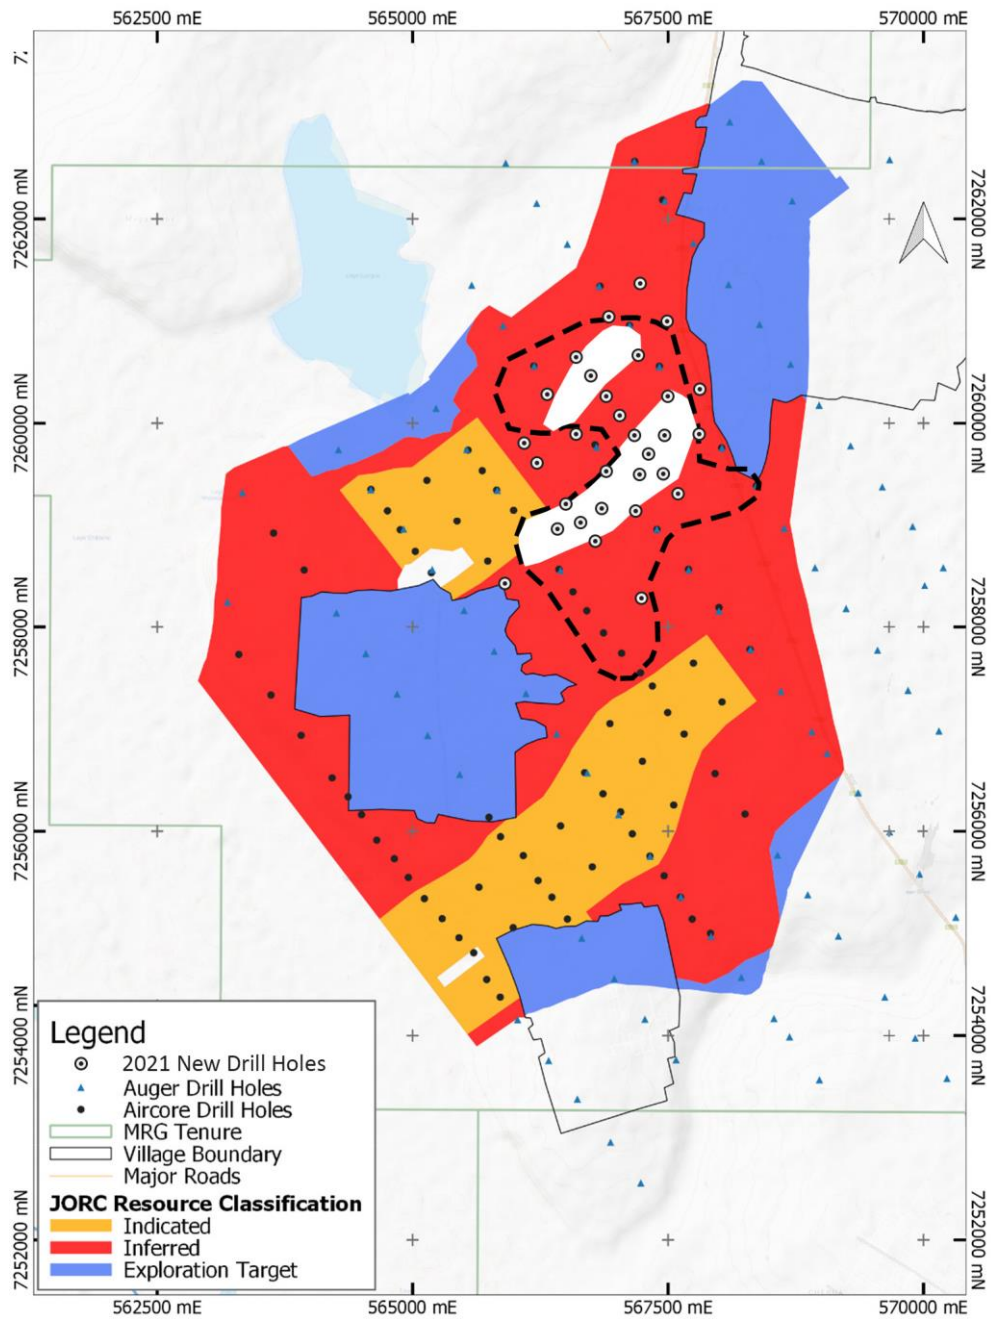 562500 mE 565000 mE 567500 mE 570000 mE
7262000 mN 7262000 mN
7260000 mN 7260000 mN
7258000 mN 7258000 mN
7256000 mN 7256000 mN
7254000 mN 7254000 mN
7252000 mN 7252000 mN
Legend
2021 New Drill Holes
Auger Drill Holes
Aircore Drill Holes
MRG Tenure
Village Boundary
Major Roads
JORC Resource Classification
Indicated
Inferred
Exploration Target
562500 mE 565000 mE 567500 mE 570000 mE